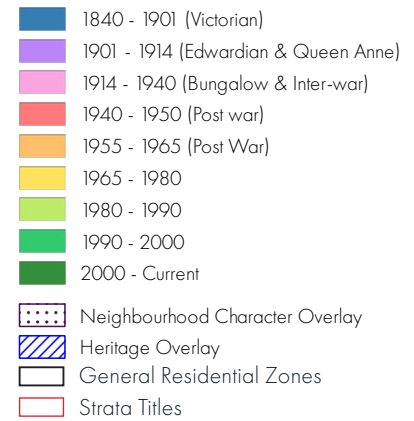 1840 - 1901 (Victorian)
1901 - 1914 (Edwardian & Queen Anne)
1914 - 1940 (Bungalow & Inter-war)
1940 - 1950 (Post war)
1955 - 1965 (Post War)
1965 - 1980
1980 - 1990
1990 - 2000
2000 - Current
Neighbourhood Character Overlay
Heritage Overlay
General Residential Zones
Strata Titles